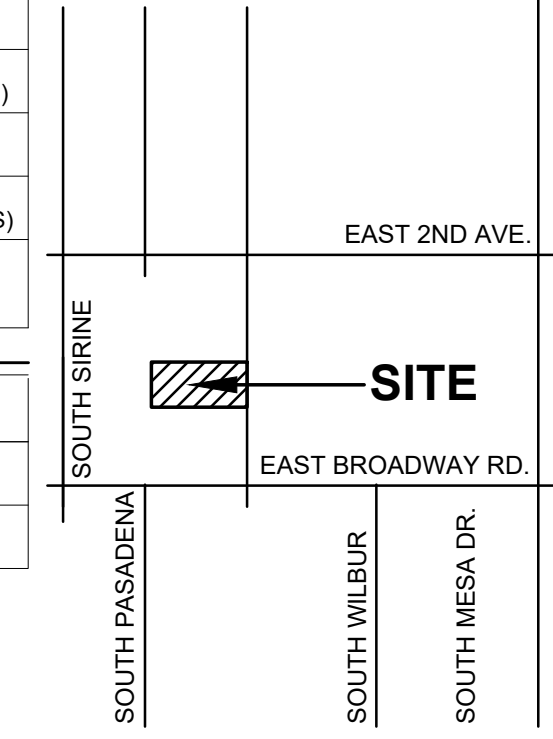 )
S)
EAST 2ND AVE.
SOUTH SIRINE
SITE
EAST BROADWAY RD.
SOUTH PASADENA
SOUTH WILBUR
SOUTH MESA DR.